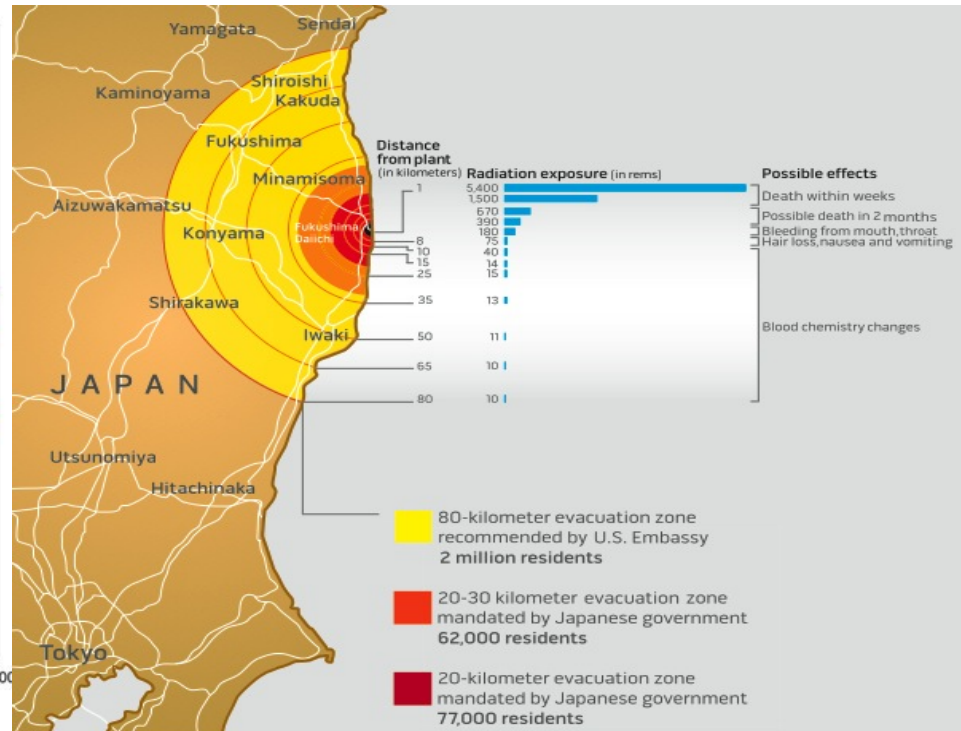 Yamagata
Sendai
Kaminoyama
Shiroishi
Kakuda
Fukushima
Minamisoma
Aizuwakamatsu
Konyama
Fukushima
Daiichi
Shirakawa
Iwaki
JAPAN
Utsunomiya
Hitachinaka
Tokyo
Distance
from plant
(in kilometers)
Radiation exposure (in rems)
Possible effects
1
5,400
1,500
Death within weeks
670
390
Possible death in 2 months
180
Bleeding from mouth, throat
8
75
Hair loss, nausea and vomiting
10
40
15
14
25
15
35
13
Blood chemistry changes
50
11
65
10
80
10
80-kilometer evacuation zone
recommended by U.S. Embassy
2 million residents
20-30 kilometer evacuation zone
mandated by Japanese government
62,000 residents
20-kilometer evacuation zone
mandated by Japanese government
77,000 residents